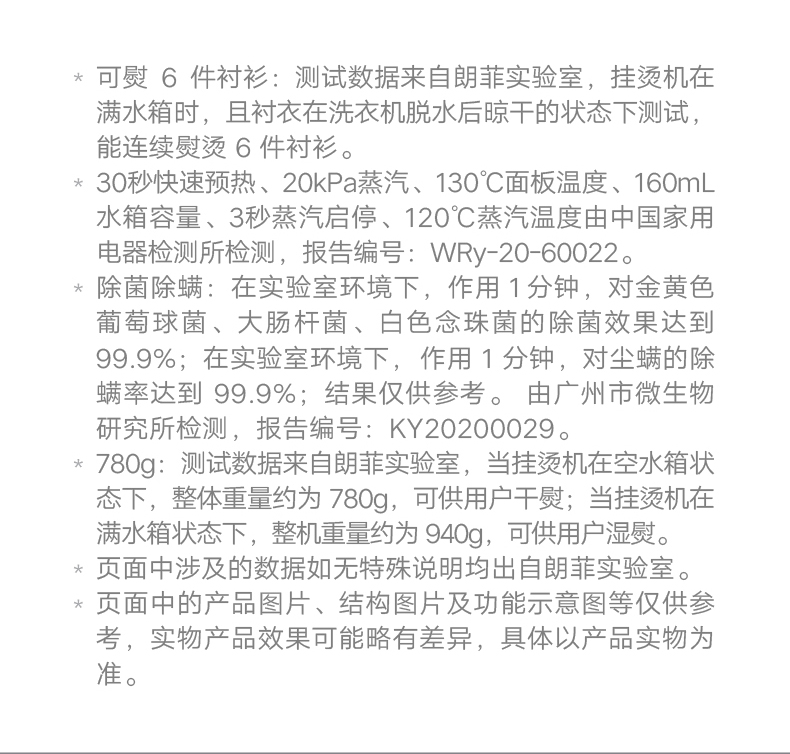 * 可熨 6 件衬衫：测试数据来自朗菲实验室，挂烫机在
满水箱时，且衬衣在洗衣机脱水后晾干的状态下测试，
能连续熨烫 6 件衬衫。
* 30秒快速预热、20kPa蒸汽、130℃面板温度、160mL
水箱容量、3秒蒸汽启停、120℃蒸汽温度由中国家用
电器检测所检测，报告编号：WRy-20-60022。
* 除菌除螨：在实验室环境下，作用 1 分钟，对金黄色
葡萄球菌、大肠杆菌、白色念珠菌的除菌效果达到
99.9%；在实验室环境下，作用 1 分钟，对尘螨的除
螨率达到 99.9%；结果仅供参考。 由广州市微生物
研究所检测，报告编号：KY20200029。
* 780g：测试数据来自朗菲实验室，当挂烫机在空水箱状
态下，整体重量约为 780g，可供用户干熨；当挂烫机在
满水箱状态下，整机重量约为 940g，可供用户湿熨。
* 页面中涉及的数据如无特殊说明均出自朗菲实验室。
* 页面中的产品图片、结构图片及功能示意图等仅供参
考，实物产品效果可能略有差异，具体以产品实物为
准。